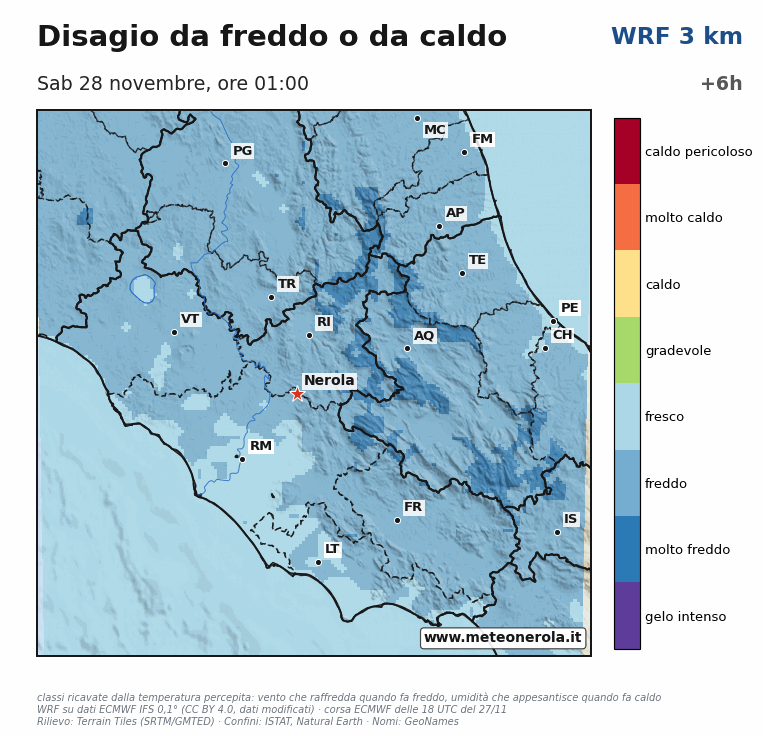 Disagio da freddo o da caldo
WRF 3 km
Sab 28 novembre, ore 01:00
+6h
MC
FM
PG
AP
TE
TR
PE
VT
RI
AQ
CH
Nerola
RM
FR
IS
LT
www.meteonerola.it
caldo pericoloso
molto caldo
caldo
gradevole
fresco
freddo
molto freddo
gelo intenso
classi ricavate dalla temperatura percepita: vento che raffredda quando fa freddo, umidità che appesantisce quando fa caldo
WRF su dati ECMWF IFS 0,1° (CC BY 4.0, dati modificati) · corsa ECMWF delle 18 UTC del 27/11
Rilievo: Terrain Tiles (SRTM/GMTED) · Confini: ISTAT, Natural Earth · Nomi: GeoNames